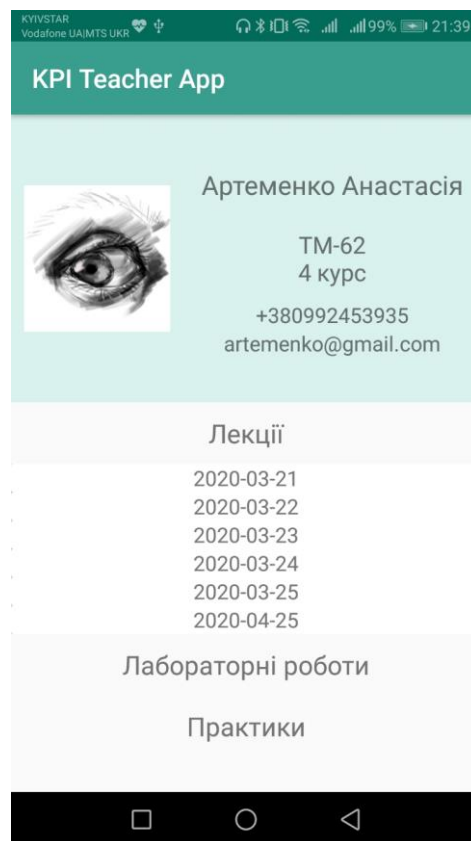 KYIVSTAR
Vodafone UA|MTS UKR
99%
21:39
KPI Teacher App
Артеменко Анастасія
ТМ-62
4 курс
+380992453935
artemenko@gmail.com
Лекції
2020-03-21
2020-03-22
2020-03-23
2020-03-24
2020-03-25
2020-04-25
Лабораторні роботи
Практики